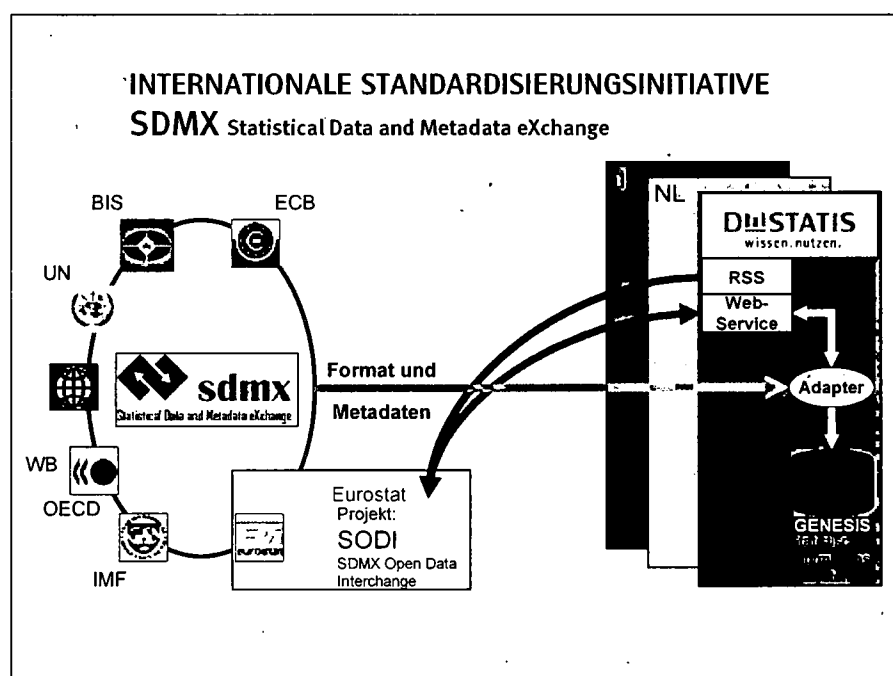 INTERNATIONALE STANDARDISIERUNGSINITIATIVE
SDMX Statistical Data and Metadata eXchange
BIS
ECB
UN
WB
OECD
IMF
sdmx
Statistical Data and Metadata eXchange
Format und
Metadaten
Eurostat
Projekt:
SODI
SDMX Open Data
Interchange
NL
DESTATIS
wissen.nutzen.
RSS
Web-
Service
Adapter
GENESIS